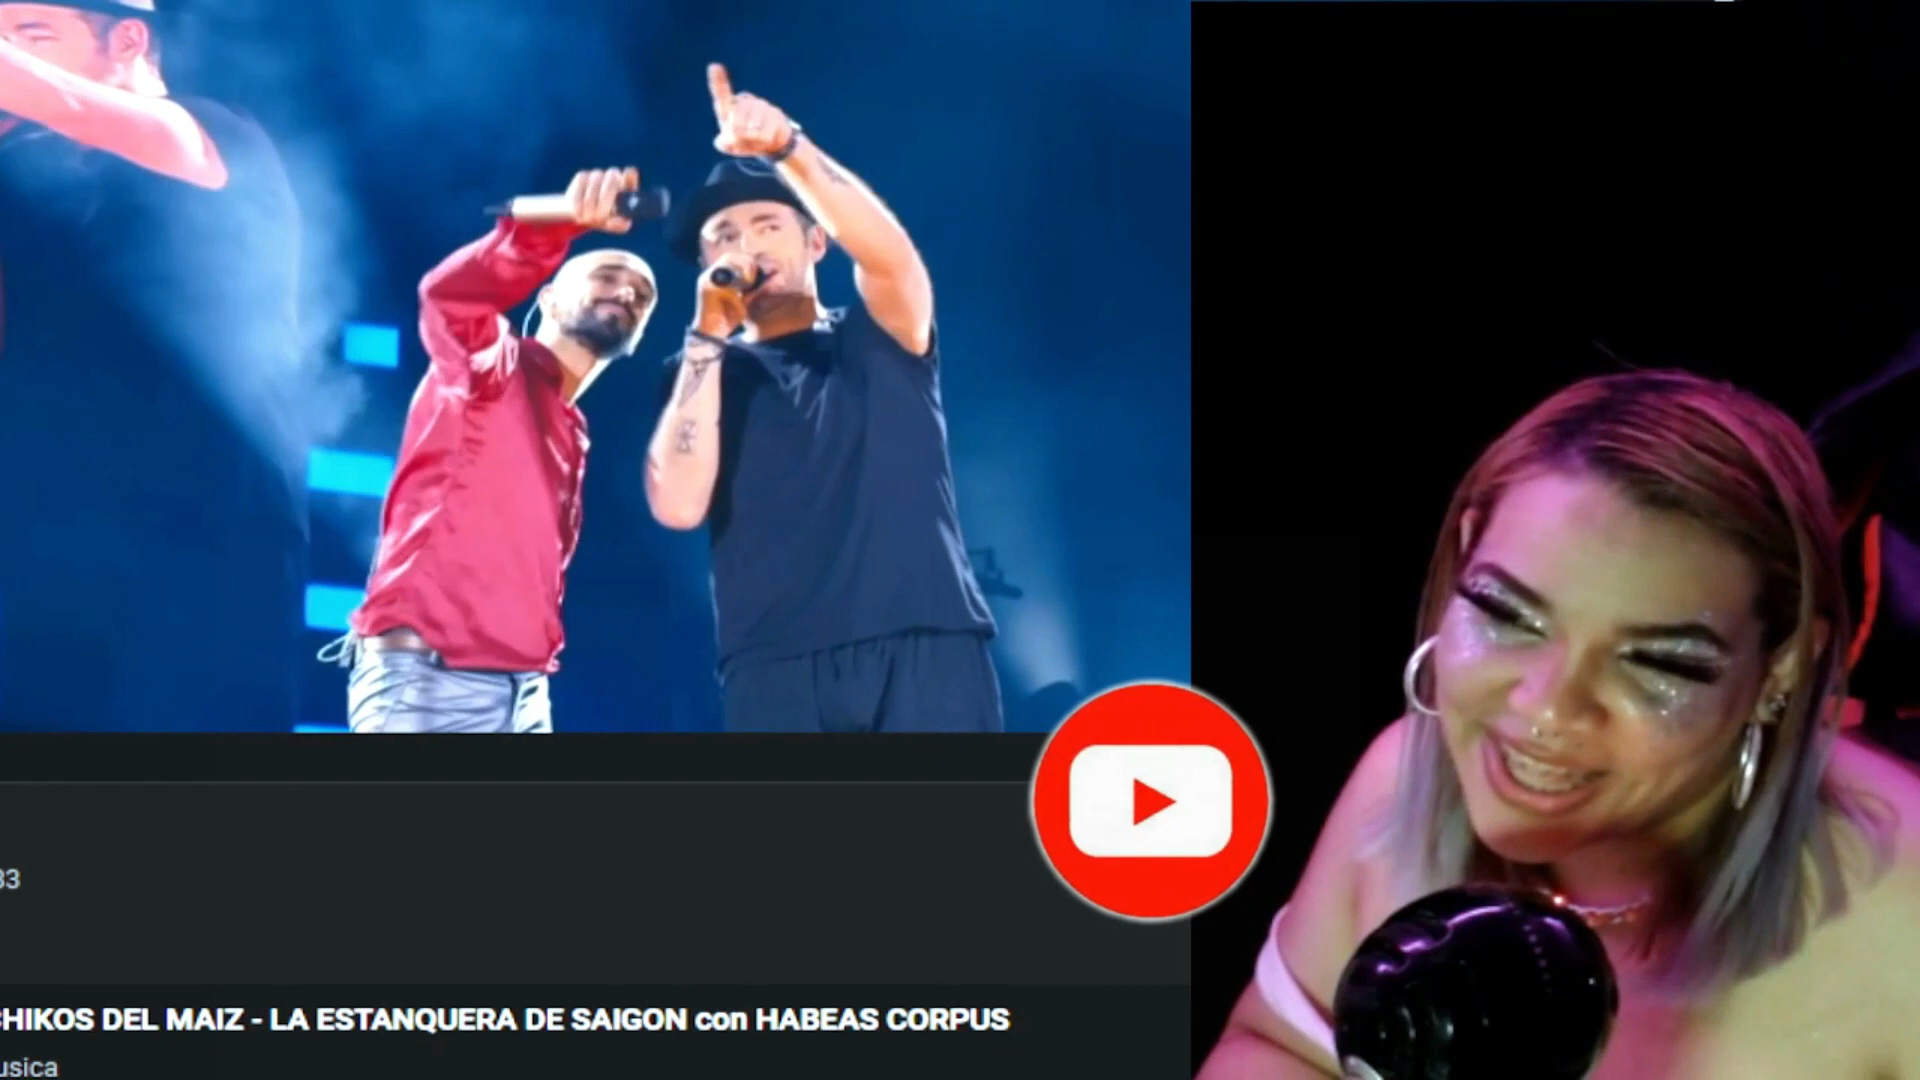 33
CHIKOS DEL MAIZ - LA ESTANQUERA DE SAIGON con HABEAS CORPUS
usica